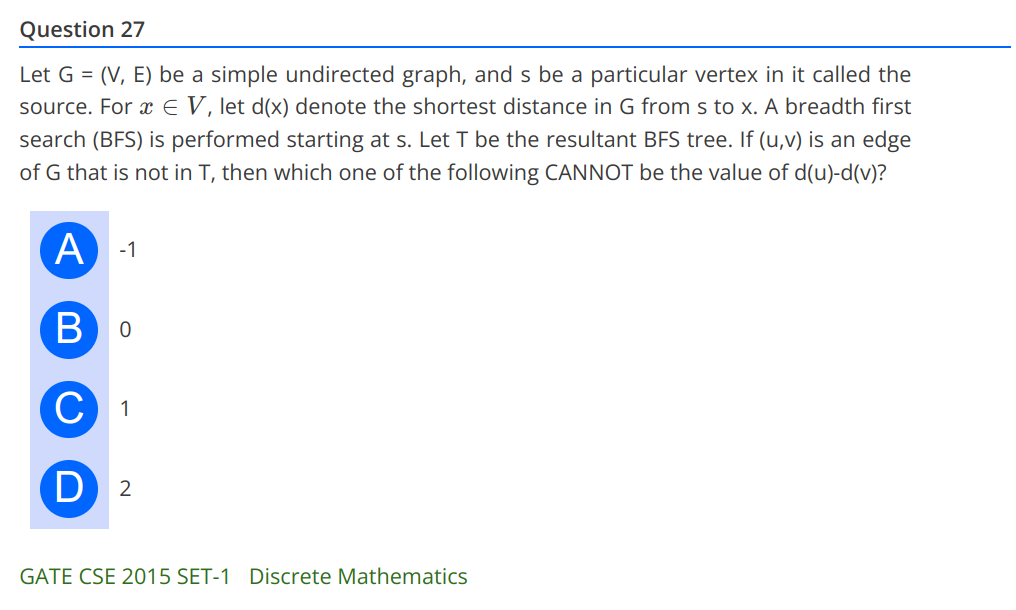 Question 27
Let G = (V, E) be a simple undirected graph, and s be a particular vertex in it called the
source. For x ∈ V, let d(x) denote the shortest distance in G from s to x. A breadth first
search (BFS) is performed starting at s. Let T be the resultant BFS tree. If (u,v) is an edge
of G that is not in T, then which one of the following CANNOT be the value of d(u)-d(v)?
A -1
B 0
C 1
D 2
GATE CSE 2015 SET-1 Discrete Mathematics